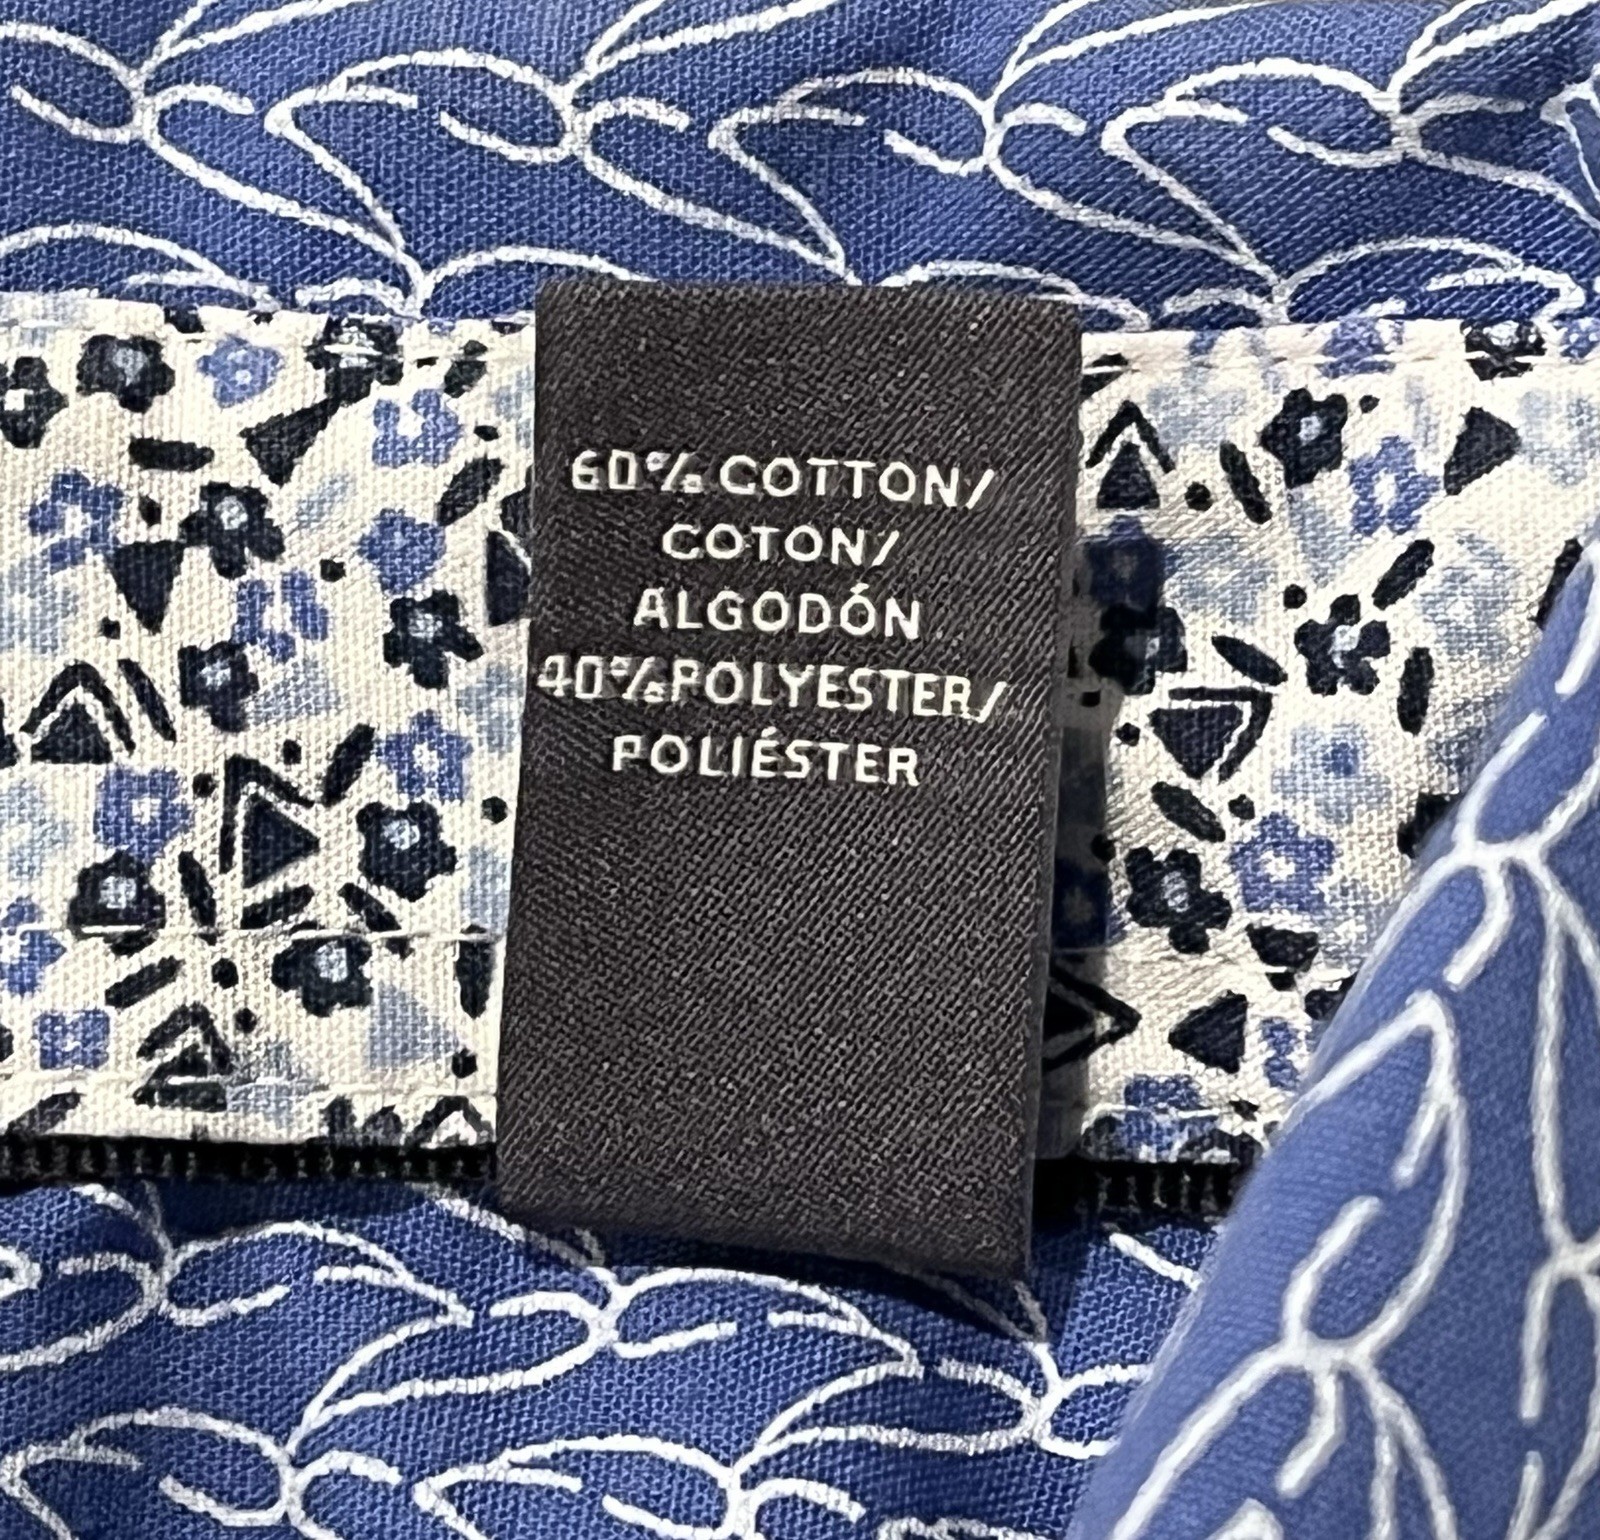 60% COTTON/
COTON/
ALGODÓN
40% POLYESTER/
POLIÉSTER